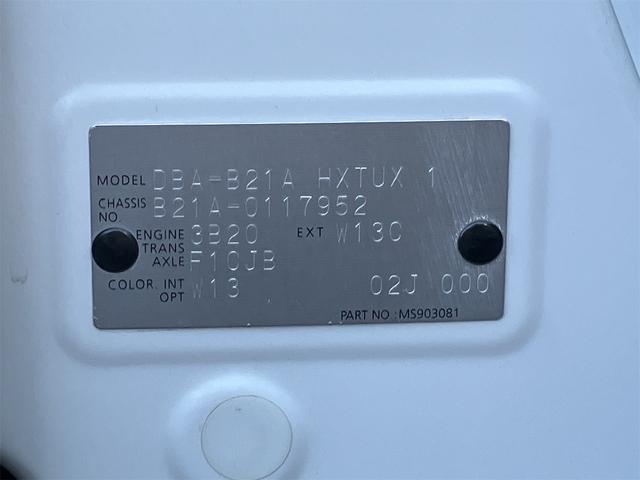 MODEL DBA-B21A HXTUX 1
CHASSIS NO. B21A-0117952
ENGINE 3B20 EXT W13C
TRANS AXLE F1CJB
COLOR. INT OPT W13 02J 000
PART NO : MS903081